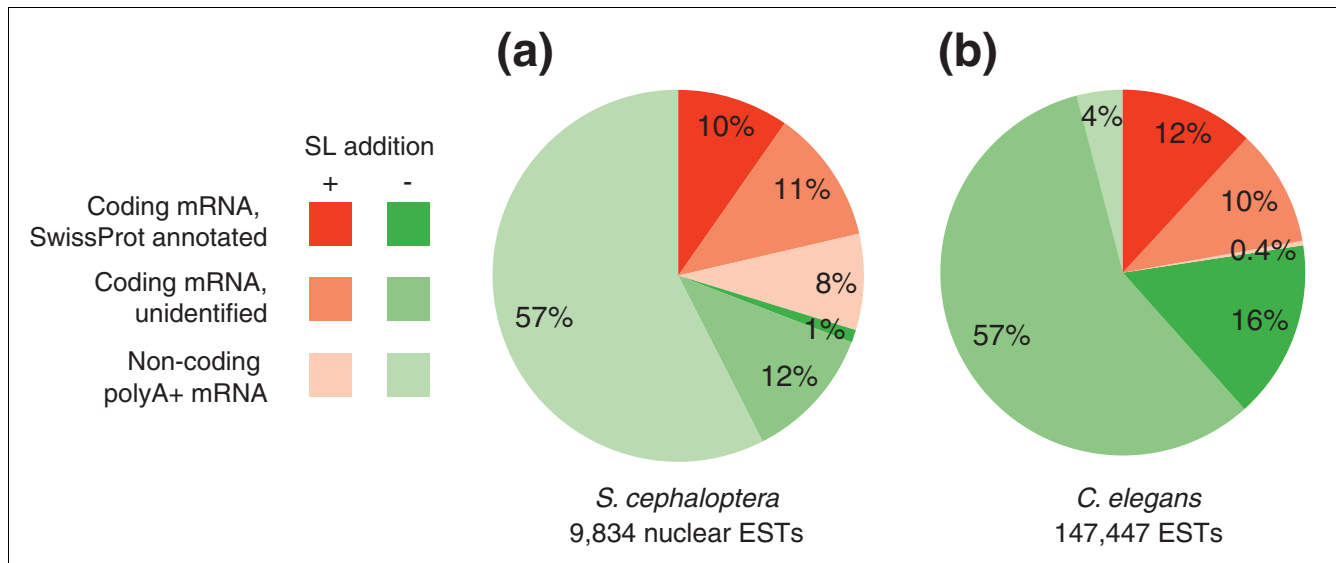 (a)
(b)
SL addition
+ -
Coding mRNA,
SwissProt annotated
Coding mRNA,
unidentified
Non-coding
polyA+ mRNA
10%
11%
8%
1%
12%
57%
12%
10%
0.4%
16%
57%
4%
S. cephaloptera
9,834 nuclear ESTs
C. elegans
147,447 ESTs